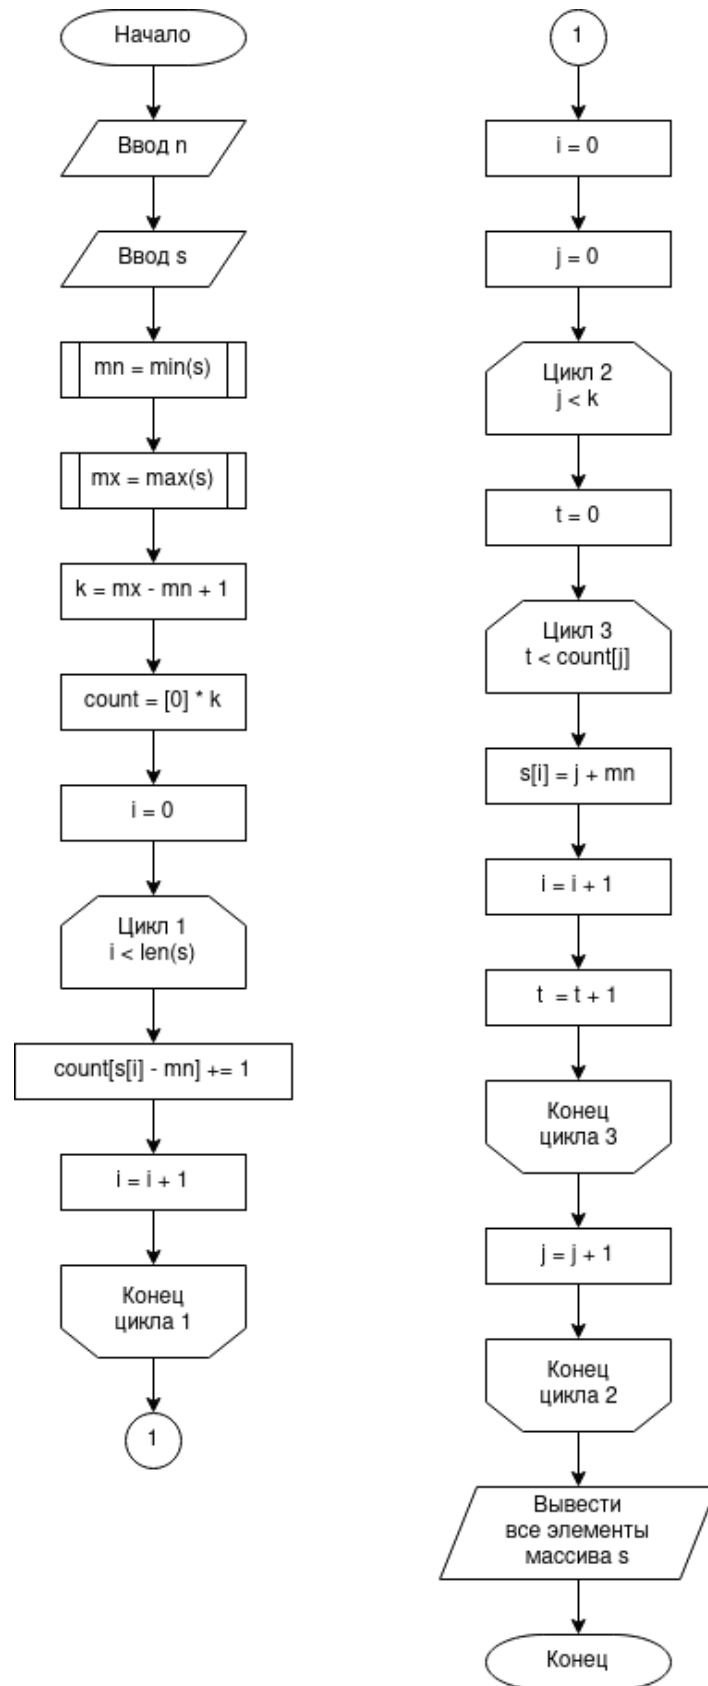 Начало
Ввод n
Ввод s
mn = min(s)
mx = max(s)
k = mx - mn + 1
count = [0] * k
i = 0
Цикл 1
i < len(s)
count[s[i] - mn] += 1
i = i + 1
Конец
цикла 1
1
1
i = 0
j = 0
Цикл 2
j < k
t = 0
Цикл 3
t < count[j]
s[i] = j + mn
i = i + 1
t = t + 1
Конец
цикла 3
j = j + 1
Конец
цикла 2
Вывести
все элементы
массива s
Конец